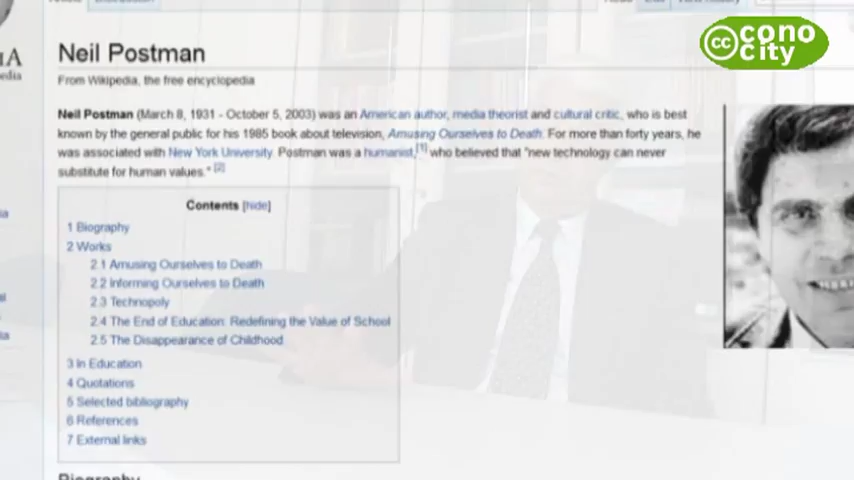 cc cono
city
IA
edia
Neil Postman
From Wikipedia, the free encyclopedia
Neil Postman (March 8, 1931 - October 5, 2003) was an American author, media theorist and cultural critic, who is best
known by the general public for his 1985 book about television, Amusing Ourselves to Death. For more than forty years, he
was associated with New York University. Postman was a humanist,[1] who believed that "new technology can never
substitute for human values." [2]
Contents [hide]
1 Biography
2 Works
2.1 Amusing Ourselves to Death
2.2 Informing Ourselves to Death
2.3 Technopoly
2.4 The End of Education: Redefining the Value of School
2.5 The Disappearance of Childhood
3 In Education
4 Quotations
5 Selected bibliography
6 References
7 External links
Biography